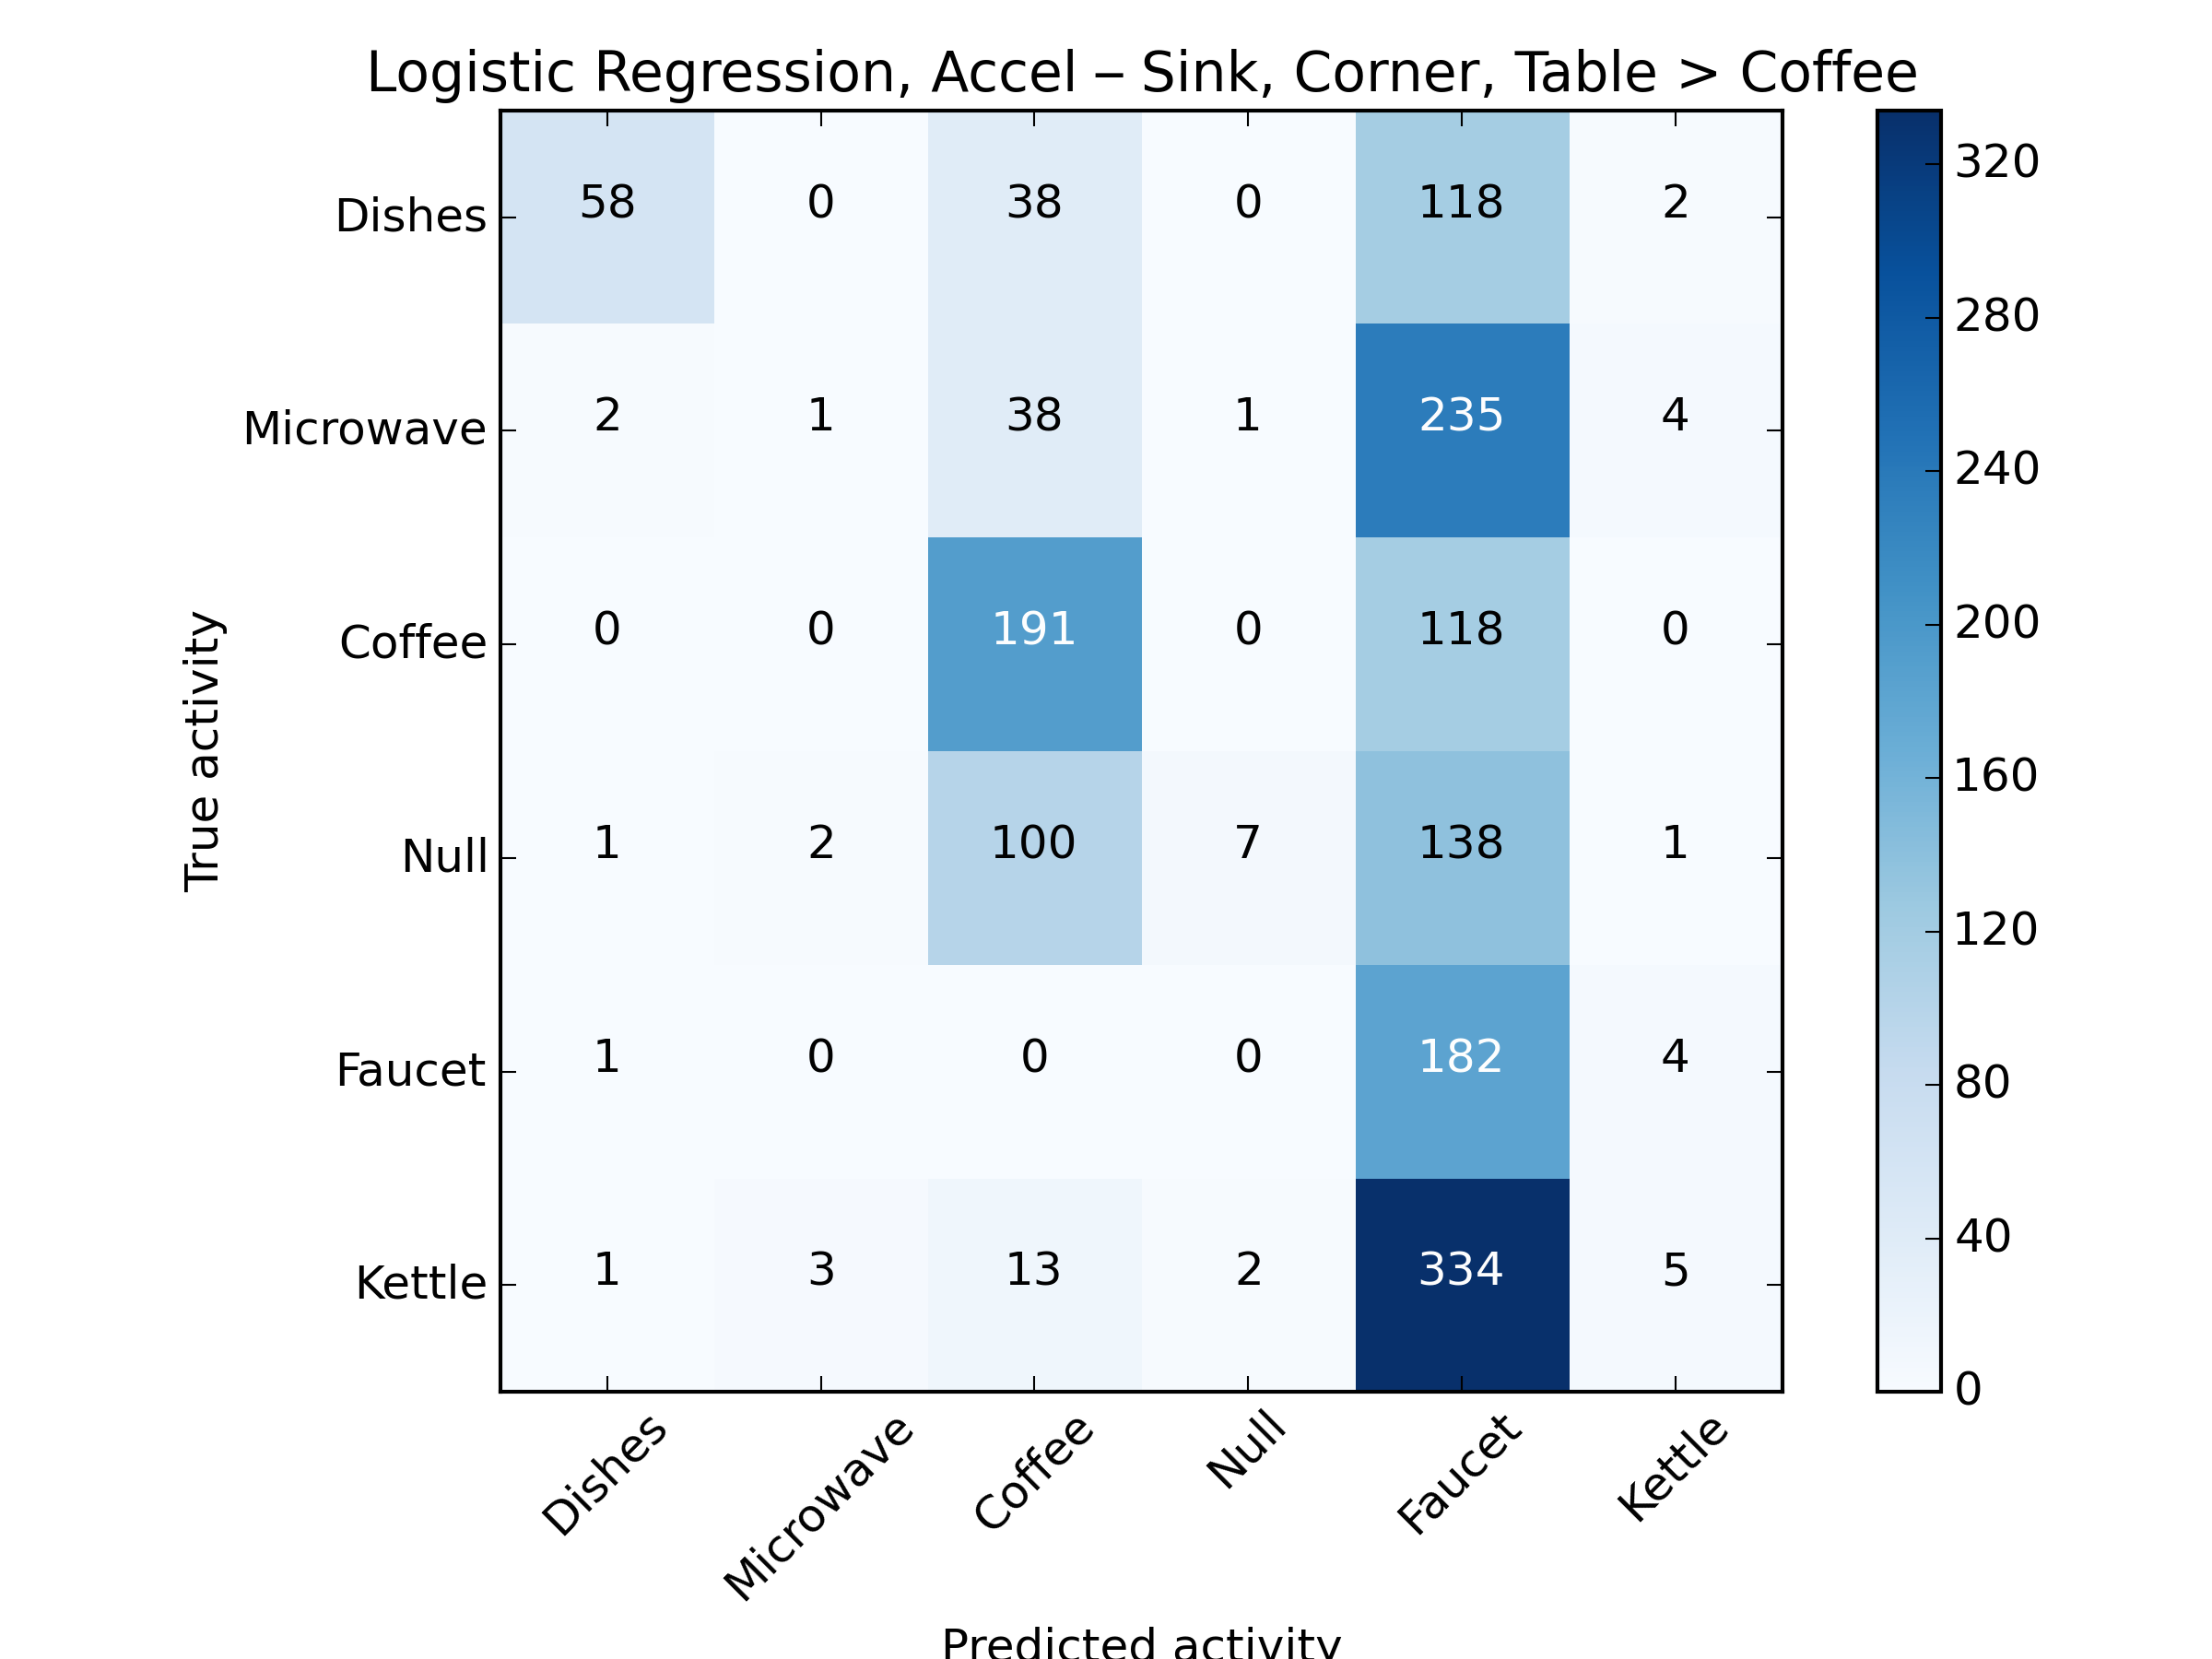 Logistic Regression, Accel – Sink, Corner, Table > Coffee
Dishes 58 0 38 0 118 2
Microwave 2 1 38 1 235 4
Coffee 0 0 191 0 118 0
Null 1 2 100 7 138 1
Faucet 1 0 0 0 182 4
Kettle 1 3 13 2 334 5
True activity
Dishes Microwave Coffee Null Faucet Kettle
Predicted activity
320
280
240
200
160
120
80
40
0